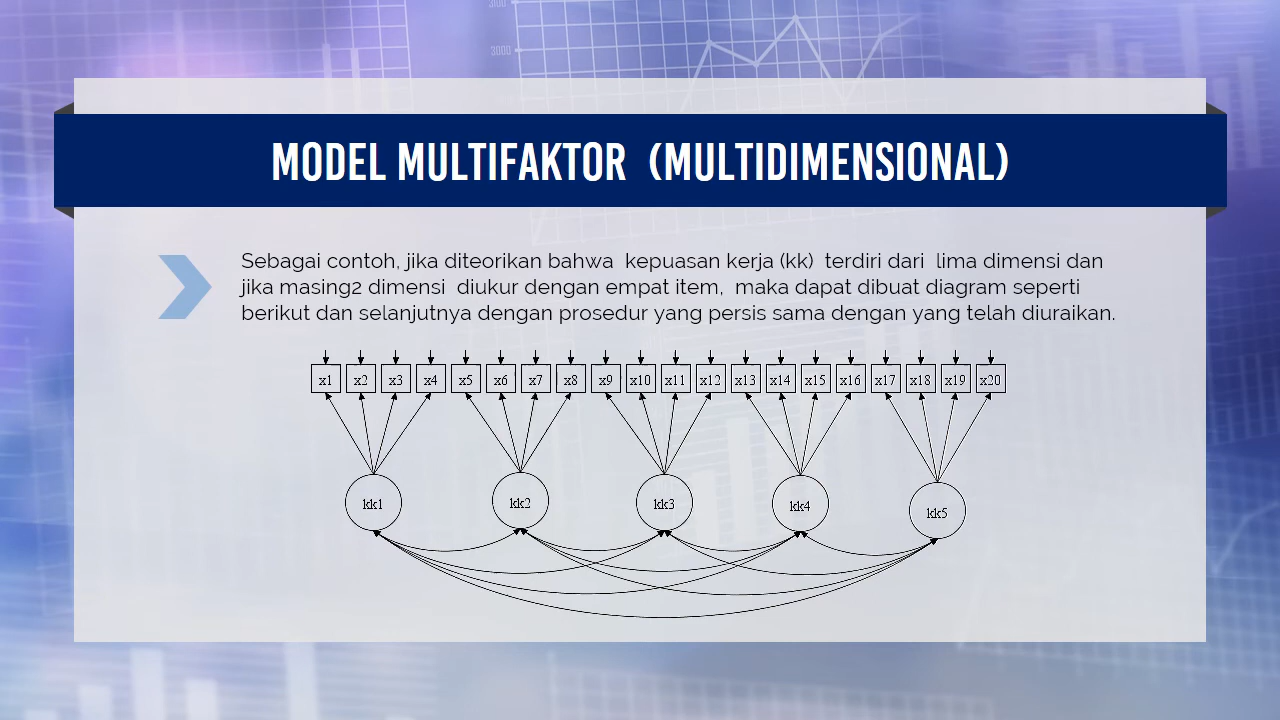 3000
MODEL MULTIFAKTOR (MULTIDIMENSIONAL)
Sebagai contoh, jika diteorikan bahwa kepuasan kerja (kk) terdiri dari lima dimensi dan
jika masing2 dimensi diukur dengan empat item, maka dapat dibuat diagram seperti
berikut dan selanjutnya dengan prosedur yang persis sama dengan yang telah diuraikan.
x1 x2 x3 x4 x5 x6 x7 x8 x9 x10 x11 x12 x13 x14 x15 x16 x17 x18 x19 x20
kk1 kk2 kk3 kk4 kk5